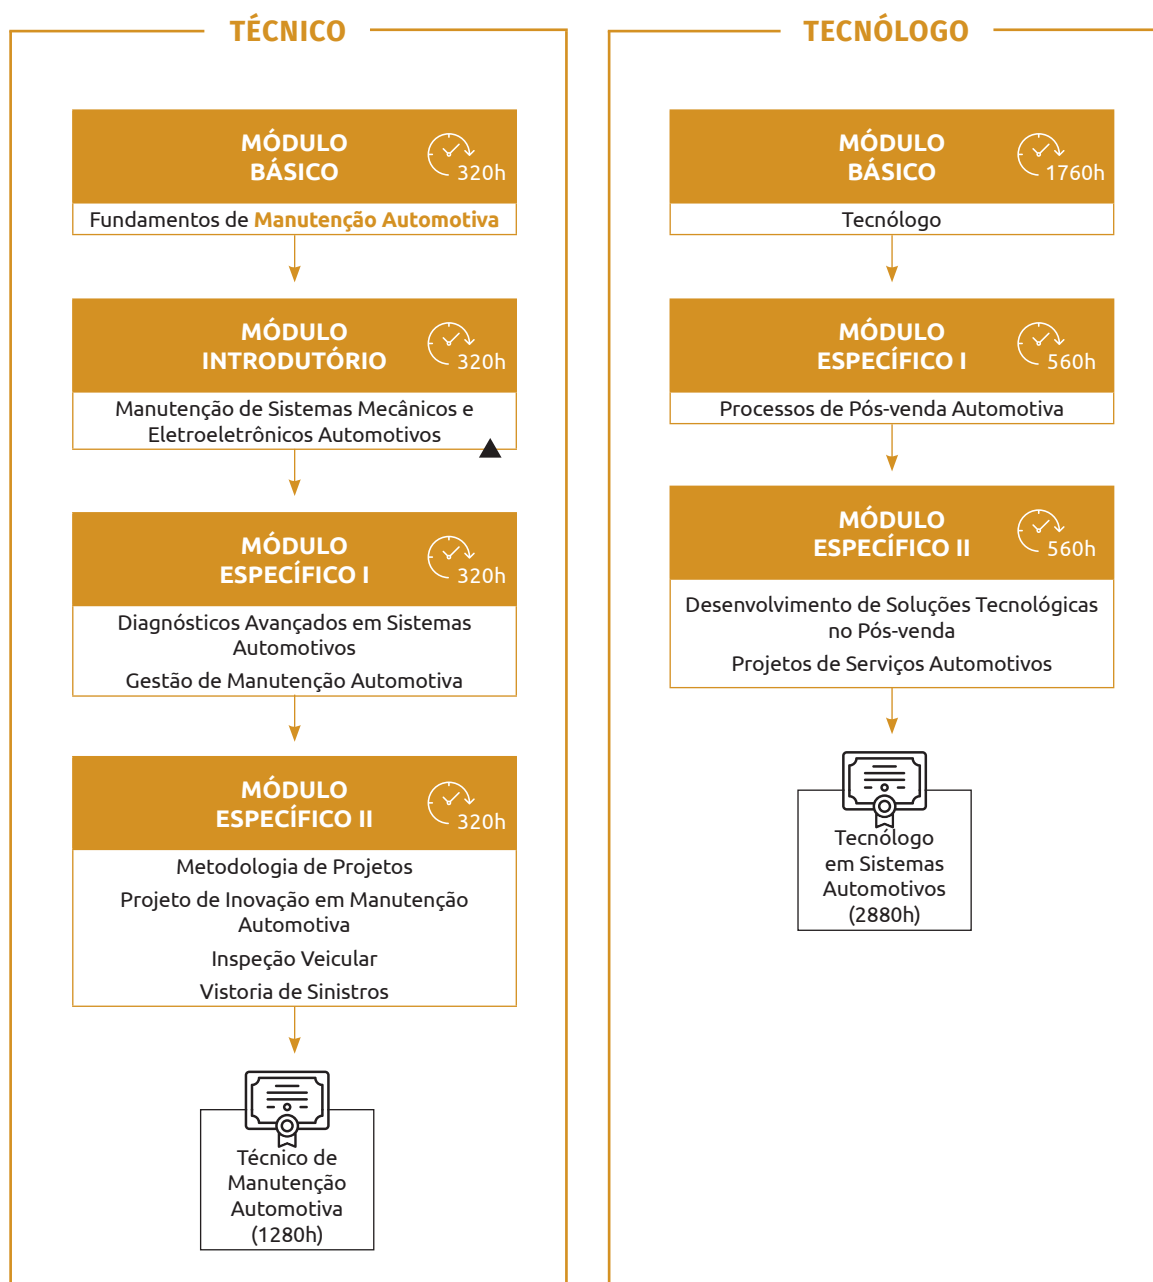 TÉCNICO
MÓDULO
BÁSICO
320h
Fundamentos de Manutenção Automotiva
MÓDULO
INTRODUTÓRIO
320h
Manutenção de Sistemas Mecânicos e
Eletroeletrônicos Automotivos
MÓDULO
ESPECÍFICO I
320h
Diagnósticos Avançados em Sistemas
Automotivos
Gestão de Manutenção Automotiva
MÓDULO
ESPECÍFICO II
320h
Metodologia de Projetos
Projeto de Inovação em Manutenção
Automotiva
Inspeção Veicular
Vistoria de Sinistros
Técnico de
Manutenção
Automotiva
(1280h)
TECNÓLOGO
MÓDULO
BÁSICO
1760h
Tecnólogo
MÓDULO
ESPECÍFICO I
560h
Processos de Pós-venda Automotiva
MÓDULO
ESPECÍFICO II
560h
Desenvolvimento de Soluções Tecnológicas
no Pós-venda
Projetos de Serviços Automotivos
Tecnólogo
em Sistemas
Automotivos
(2880h)